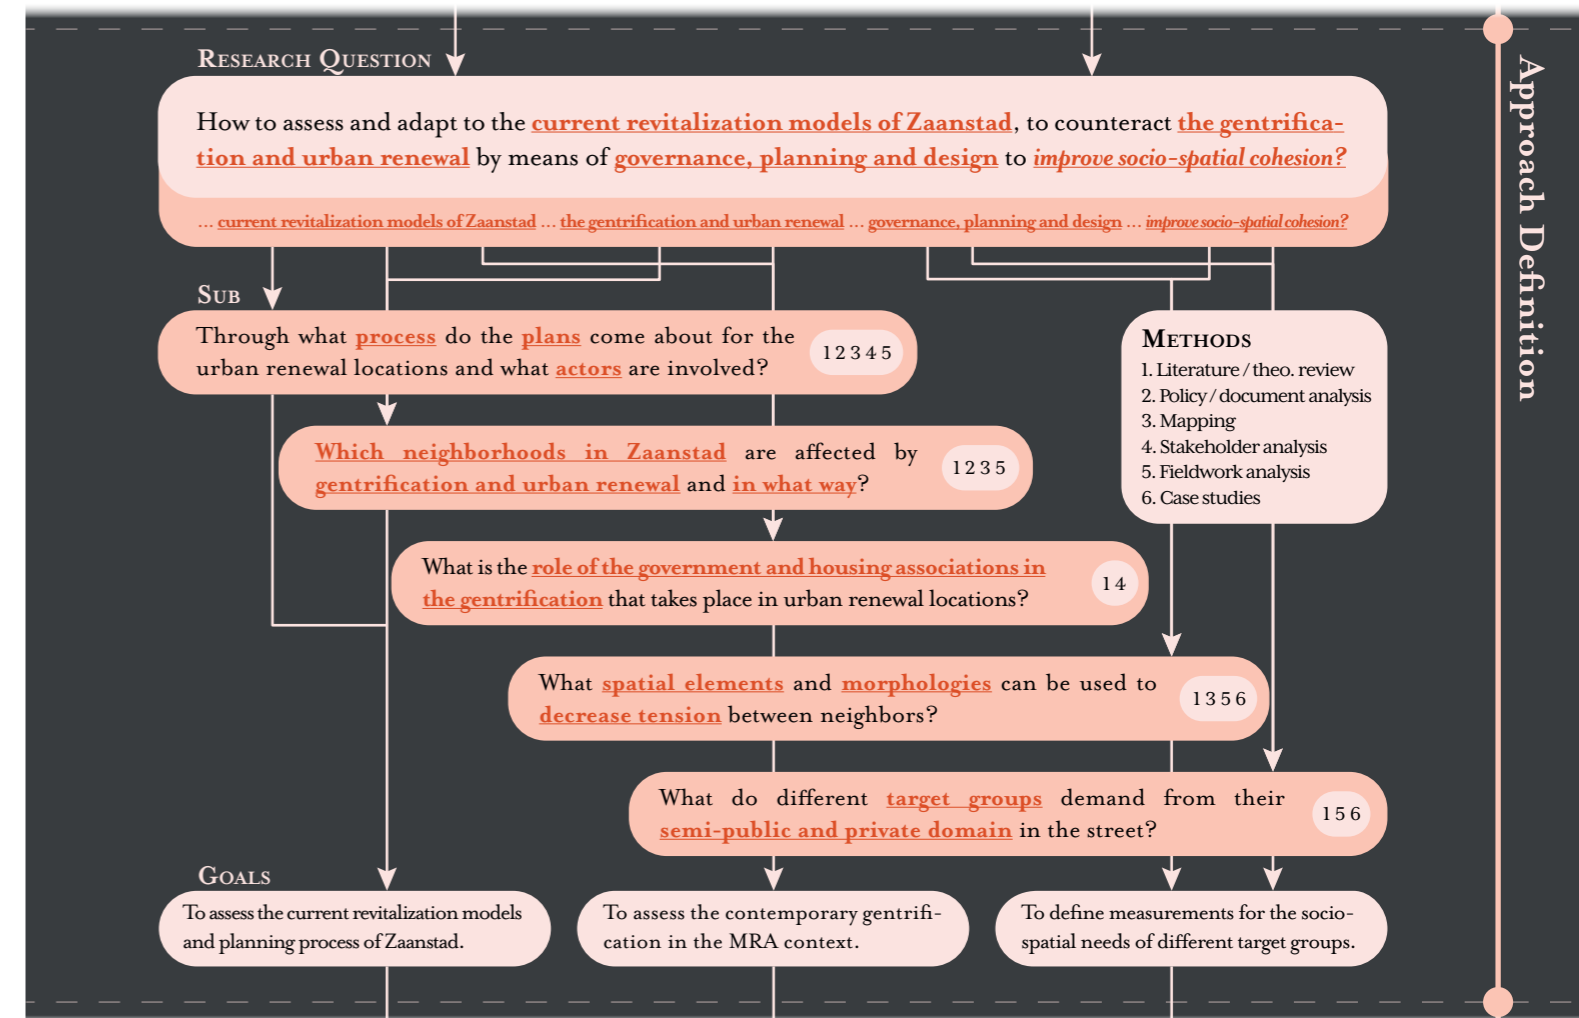 RESEARCH QUESTION
How to assess and adapt to the current revitalization models of Zaanstad, to counteract the gentrifica-
tion and urban renewal by means of governance, planning and design to improve socio-spatial cohesion?
... current revitalization models of Zaanstad ... the gentrification and urban renewal ... governance, planning and design ... improve socio-spatial cohesion?
SUB
Through what process do the plans come about for the
urban renewal locations and what actors are involved?
1 2 3 4 5
Which neighborhoods in Zaanstad are affected by
gentrification and urban renewal and in what way?
1 2 3 5
What is the role of the government and housing associations in
the gentrification that takes place in urban renewal locations?
1 4
What spatial elements and morphologies can be used to
decrease tension between neighbors?
1 3 5 6
What do different target groups demand from their
semi-public and private domain in the street?
1 5 6
METHODS
1. Literature / theo. review
2. Policy / document analysis
3. Mapping
4. Stakeholder analysis
5. Fieldwork analysis
6. Case studies
GOALS
To assess the current revitalization models
and planning process of Zaanstad.
To assess the contemporary gentrifi-
cation in the MRA context.
To define measurements for the socio-
spatial needs of different target groups.
Approach Definition